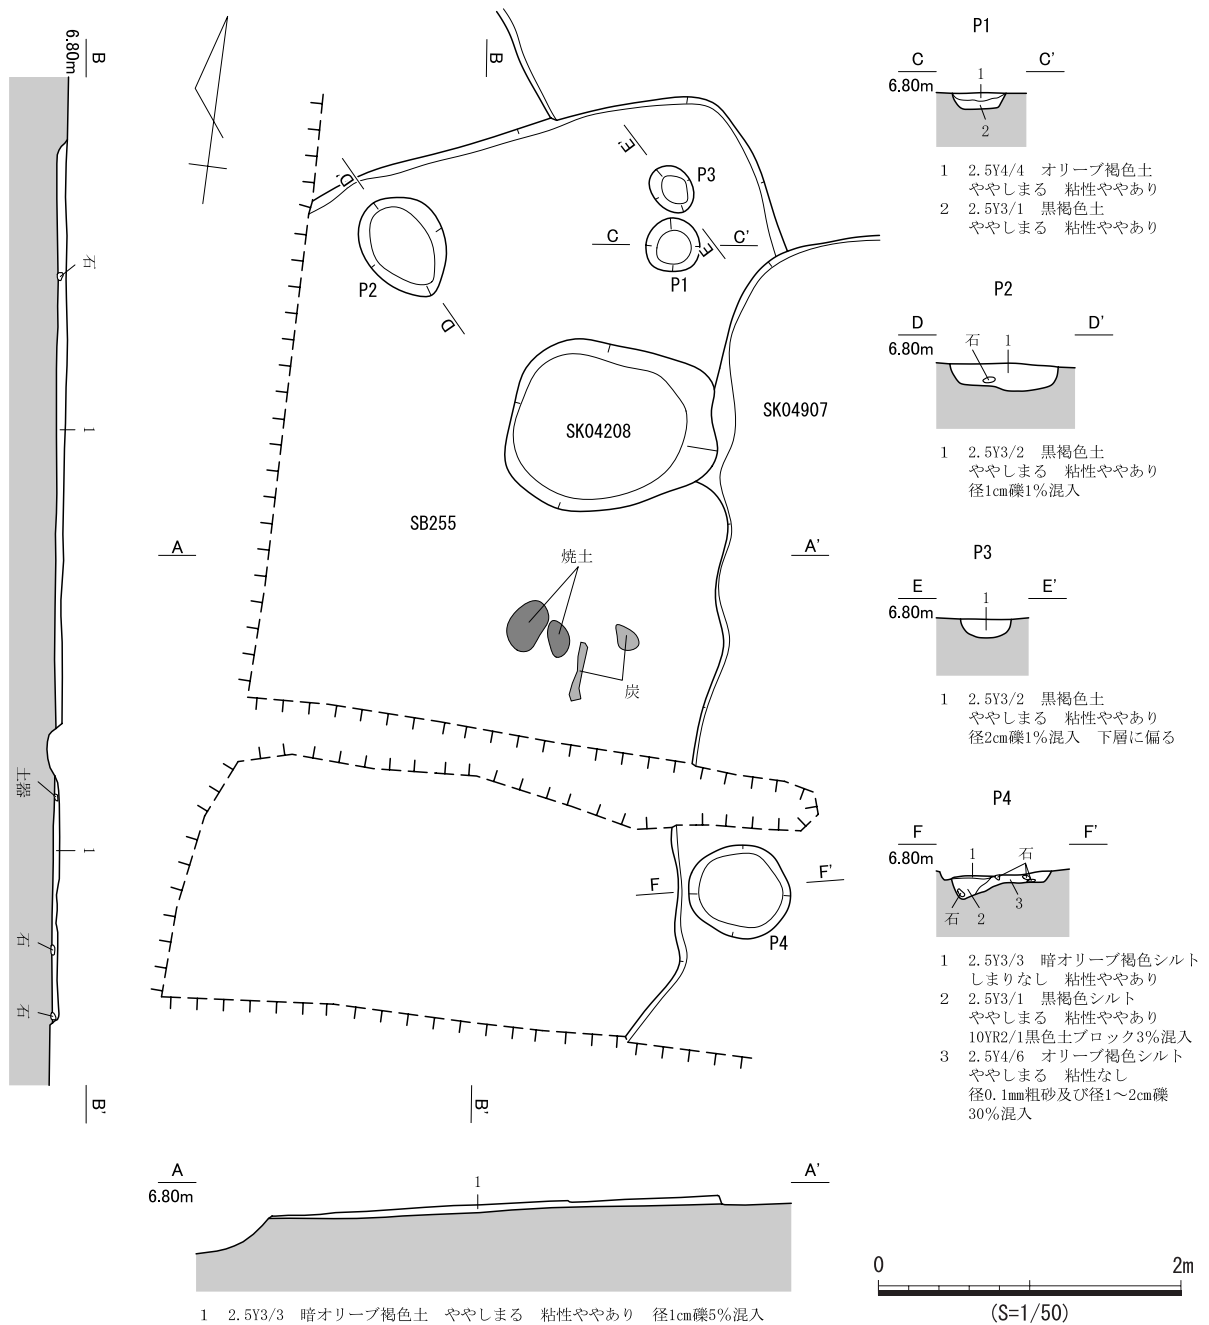 B
6.80m
石
1
土器
1
石
石
B'
B
E'
D'
P3
C
C'
E
P2
P1
D
SK04907
SK04208
SB255
A
A'
焼土
炭
F
F'
P4
B'
P1
C
C'
6.80m
1
2
1 2.5Y4/4 オリーブ褐色土
ややしまる 粘性ややあり
2 2.5Y3/1 黒褐色土
ややしまる 粘性ややあり
P2
D
D'
6.80m
石
1
1 2.5Y3/2 黒褐色土
ややしまる 粘性ややあり
径1cm礫1%混入
P3
E
E'
6.80m
1
1 2.5Y3/2 黒褐色土
ややしまる 粘性ややあり
径2cm礫1%混入 下層に偏る
P4
F
F'
6.80m
1
石
石
2
3
1 2.5Y3/3 暗オリーブ褐色シルト
しまりなし 粘性ややあり
2 2.5Y3/1 黒褐色シルト
ややしまる 粘性ややあり
10YR2/1黒色土ブロック3%混入
3 2.5Y4/6 オリーブ褐色シルト
ややしまる 粘性なし
径0.1mm粗砂及び径1～2cm礫
30%混入
A
A'
6.80m
1
1 2.5Y3/3 暗オリーブ褐色土 ややしまる 粘性ややあり 径1cm礫5%混入
0
2m
(S=1/50)